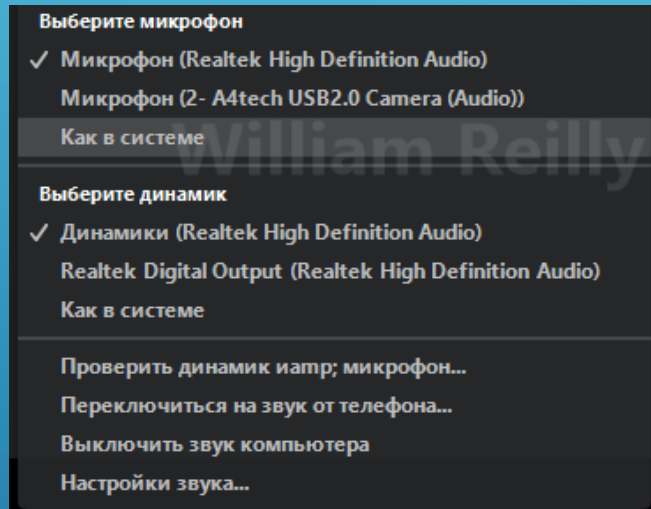 Выберите микрофон
✓ Микрофон (Realtek High Definition Audio)
Микрофон (2- A4tech USB2.0 Camera (Audio))
Как в системе
William Reilly
Выберите динамик
✓ Динамики (Realtek High Definition Audio)
Realtek Digital Output (Realtek High Definition Audio)
Как в системе
Проверить динамик иamp; микрофон...
Переключиться на звук от телефона...
Выключить звук компьютера
Настройки звука...